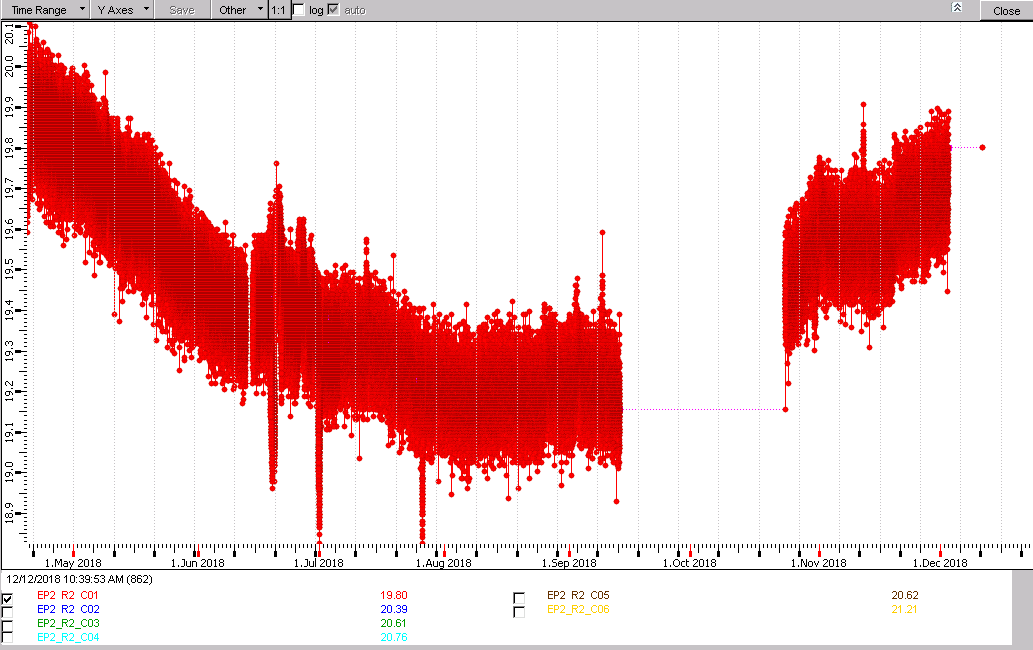 Time Range Y Axes Save Other 1:1 log auto Close
20.1
20.0
19.9
19.8
19.7
19.6
19.5
19.4
19.3
19.2
19.1
19.0
18.9
1.May 2018 1.Jun 2018 1.Jul 2018 1.Aug 2018 1.Sep 2018 1.Oct 2018 1.Nov 2018 1.Dec 2018
12/12/2018 10:39:53 AM (862)
EP2_R2_C01 19.80 EP2_R2_C05 20.62
EP2_R2_C02 20.39 EP2_R2_C06 21.21
EP2_R2_C03 20.61
EP2_R2_C04 20.76